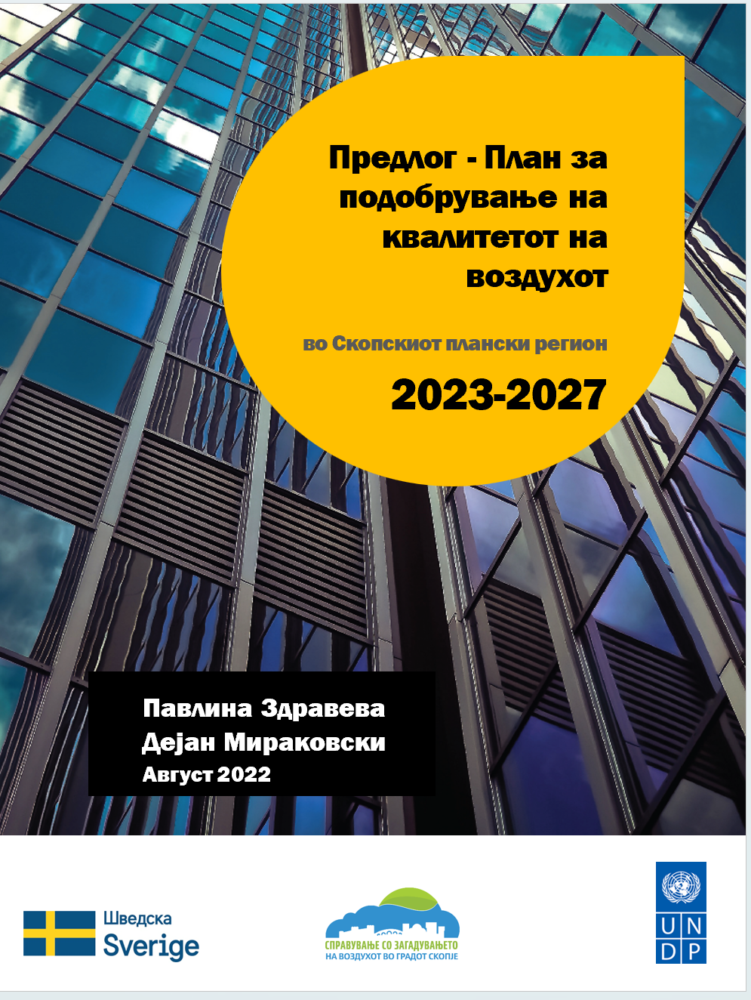 Предлог - План за
подобрување на
квалитетот на
воздухот
во Скопскиот плански регион
2023-2027
Павлина Здравева
Дејан Мираковски
Август 2022
Шведска
Sverige
СПРАВУВАЊЕ СО ЗАГАДУВАЊЕТО
НА ВОЗДУХОТ ВО ГРАДОТ СКОПЈЕ
U N
D P